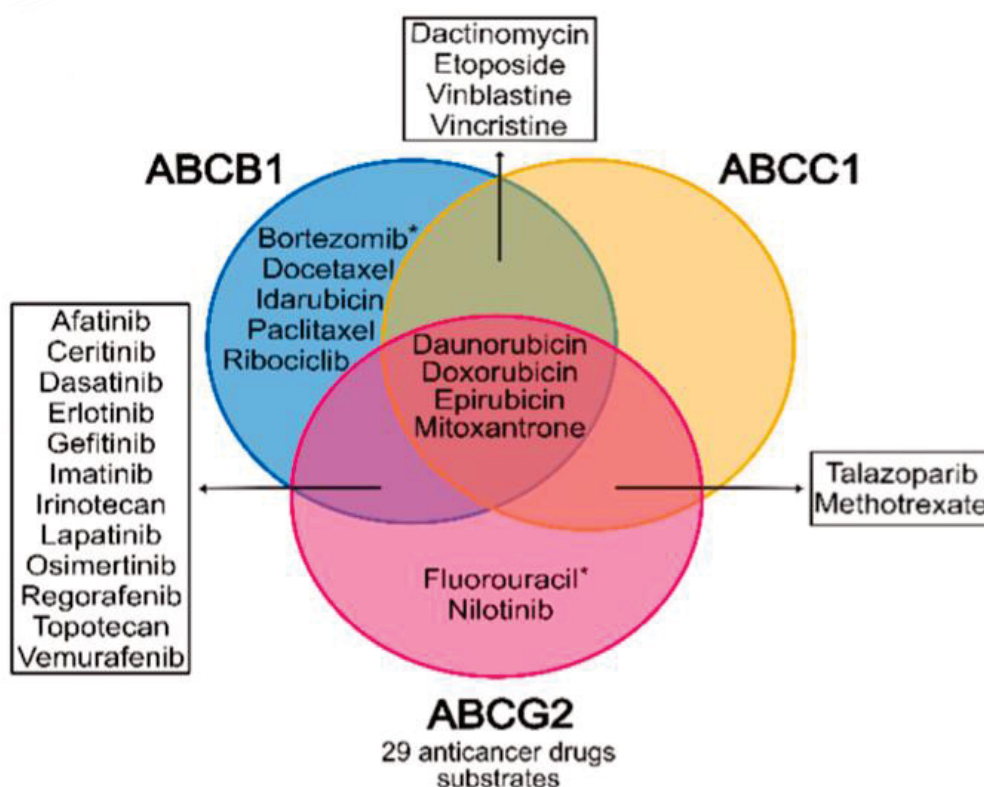 Dactinomycin
Etoposide
Vinblastine
Vincristine
ABCB1
ABCC1
Bortezomib*
Docetaxel
Idarubicin
Paclitaxel
Ribociclib
Afatinib
Ceritinib
Dasatinib
Erlotinib
Gefitinib
Imatinib
Irinotecan
Lapatinib
Osimertinib
Regorafenib
Topotecan
Vemurafenib
Daunorubicin
Doxorubicin
Epirubicin
Mitoxantrone
Talazoparib
Methotrexate
Fluorouracil*
Nilotinib
ABCG2
29 anticancer drugs
substrates